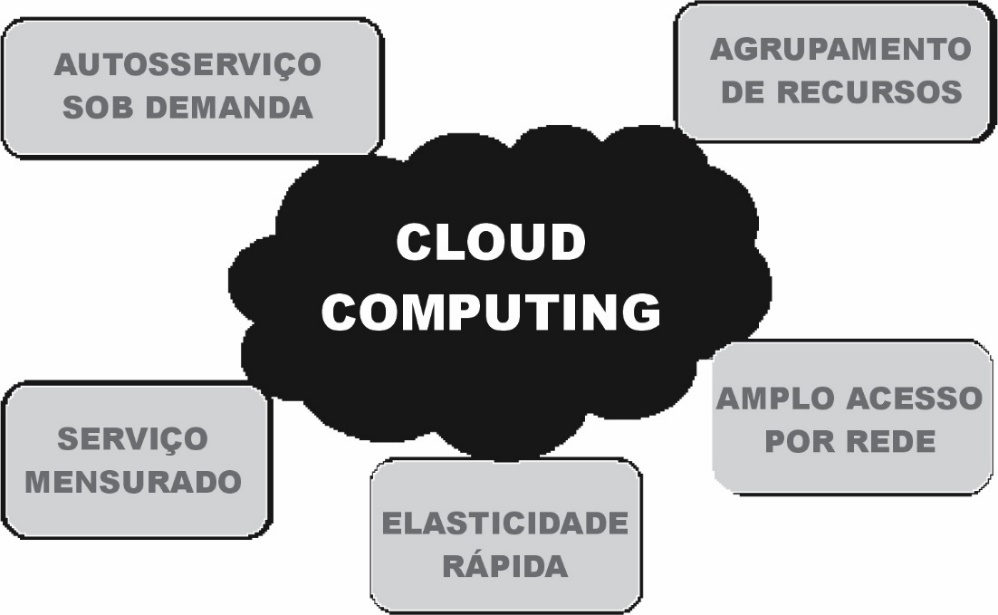 AUTOSSERVIÇO
SOB DEMANDA
AGRUPAMENTO
DE RECURSOS
CLOUD
COMPUTING
SERVIÇO
MENSURADO
AMPLO ACESSO
POR REDE
ELASTICIDADE
RÁPIDA